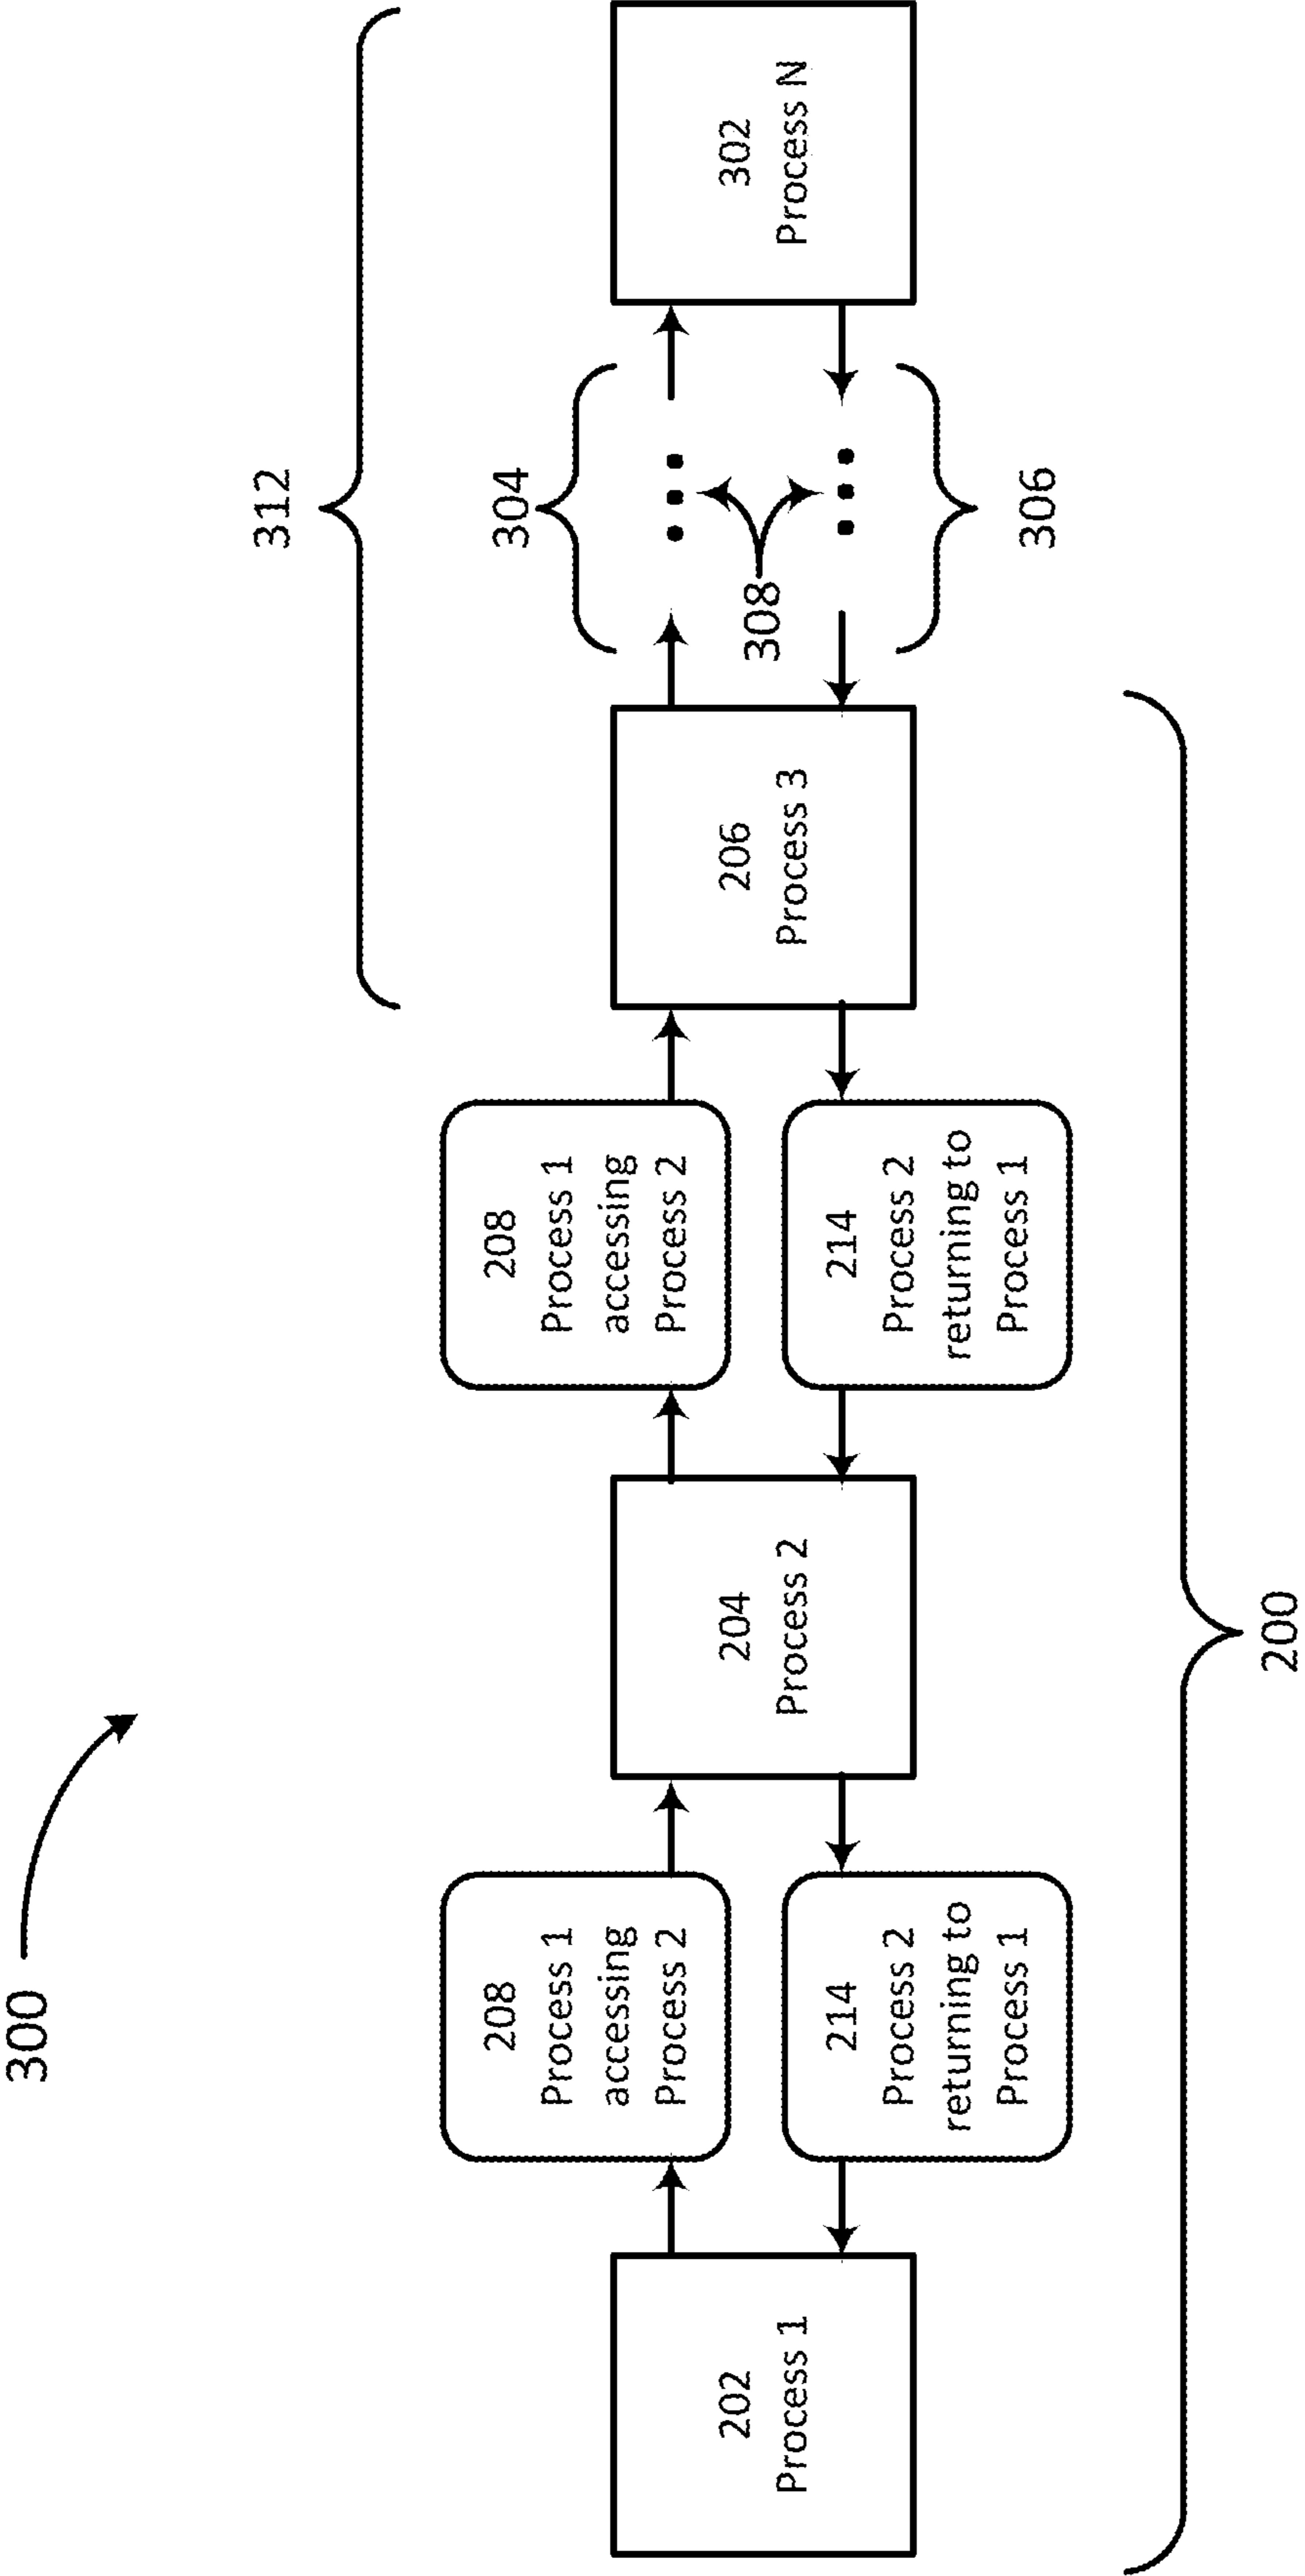 300
312
304
308
306
208
Process 1
accessing
Process 2
208
Process 1
accessing
Process 2
202
Process 1
204
Process 2
206
Process 3
302
Process N
214
Process 2
returning to
Process 1
214
Process 2
returning to
Process 1
200